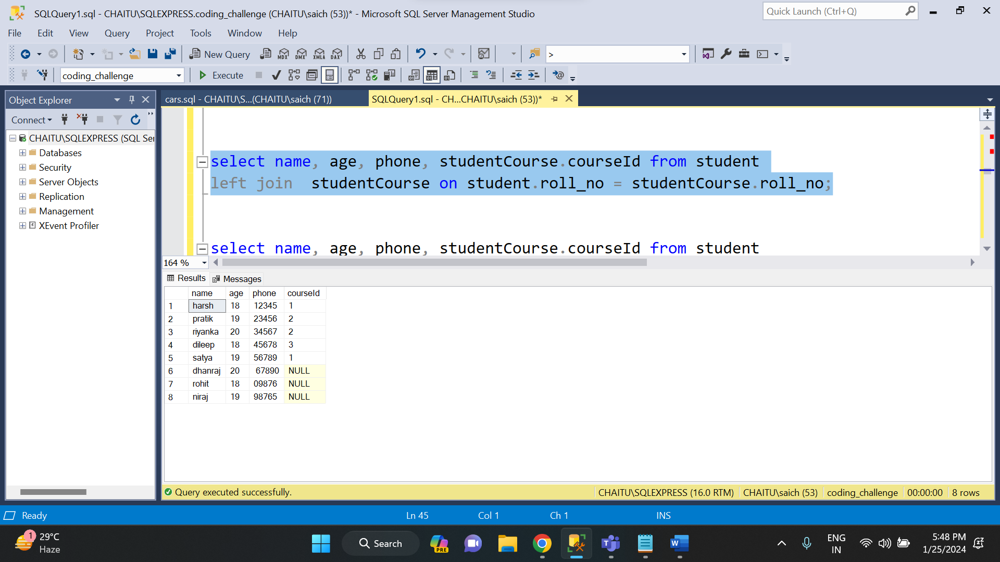 SQLQuery1.sql - CHAITU\SQLEXPRESS.coding_challenge (CHAITU\saich (53))* - Microsoft SQL Server Management Studio
Quick Launch (Ctrl+Q)
File Edit View Query Project Tools Window Help
New Query MDX DMX XMLA DAX >
coding_challenge Execute
Object Explorer
cars.sql - CHAITU\S...(CHAITU\saich (71))
SQLQuery1.sql - CH...CHAITU\saich (53))*
Connect
CHAITU\SQLEXPRESS (SQL Ser
Databases
Security
Server Objects
Replication
Management
XEvent Profiler
select name, age, phone, studentCourse.courseId from student
left join  studentCourse on student.roll_no = studentCourse.roll_no;
select name, age, phone, studentCourse.courseId from student
164 %
Results Messages
name age phone courseId
1 harsh 18 12345 1
2 pratik 19 23456 2
3 riyanka 20 34567 2
4 dileep 18 45678 3
5 satya 19 56789 1
6 dhanraj 20 67890 NULL
7 rohit 18 09876 NULL
8 niraj 19 98765 NULL
Query executed successfully.
CHAITU\SQLEXPRESS (16.0 RTM) CHAITU\saich (53) coding_challenge 00:00:00 8 rows
Ready Ln 45 Col 1 Ch 1 INS
1
29°C
Haze
Search
PRE
ENG
IN
5:48 PM
1/25/2024